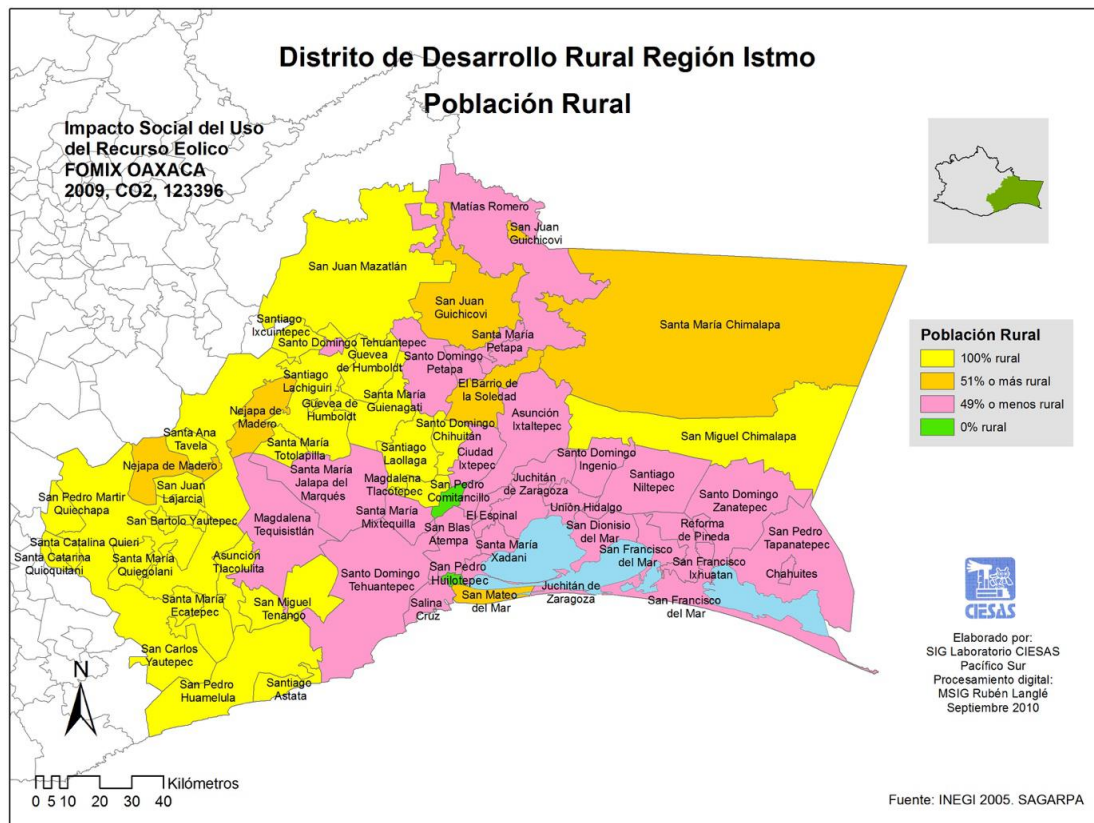 Distrito de Desarrollo Rural Región Istmo
Población Rural
Impacto Social del Uso
del Recurso Eolico
FOMIX OAXACA
2009, CO2, 123396
Matías Romero
San Juan
Guichicovi
San Juan Mazatlán
San Juan
Guichicovi
Santa María Chimalapa
Santiago
Ixcuintepec
Santo Domingo Tehuantepec
Santa María
Petapa
Guevea
de Humboldt
Santo Domingo
Petapa
Santiago
Lachiguiri
El Barrio de
la Soledad
Nejapa de
Madero
Guevea de
Humboldt
Santa María
Guienagati
Asunción
Ixtaltepec
Santo Domingo
Chihuitán
San Miguel Chimalapa
Santa Ana
Tavela
Santa María
Totolapilla
Santiago
Laollaga
Ciudad
Ixtepec
Santo Domingo
Ingenio
Nejapa de Madero
Santa María
Jalapa del
Marqués
Magdalena
Tlacotepec
San Pedro
Comitancillo
Juchitán
de Zaragoza
Santiago
Niltepec
San Juan
Lajarcia
San Pedro Martir
Quiechapa
Santo Domingo
Zanatepec
Unión Hidalgo
Santa María
Mixtequilla
El Espinal
San Bartolo Yautepec
Magdalena
Tequisistlán
San Blas
Atempa
San Dionisio
del Mar
Reforma
de Pineda
San Pedro
Tapanatepec
Santa Catalina Quieri
Santa María
Xadani
San Francisco
del Mar
Santa Catarina
Quioquitani
Santa María
Quiegolani
Asunción
Tlacolulita
San Pedro
Huilotepec
San Francisco
Ixhuatan
Chahuites
Santo Domingo
Tehuantepec
Juchitán de
Zaragoza
San Mateo
del Mar
San Francisco
del Mar
Santa María
Ecatepec
San Miguel
Tenango
Salina
Cruz
San Carlos
Yautepec
San Pedro
Huamelula
Santiago
Astata
Población Rural
100% rural
51% o más rural
49% o menos rural
0% rural
CIESAS
Elaborado por:
SIG Laboratorio CIESAS
Pacífico Sur
Procesamiento digital:
MSIG Rubén Langlé
Septiembre 2010
N
Kilómetros
0 5 10 20 30 40
Fuente: INEGI 2005. SAGARPA